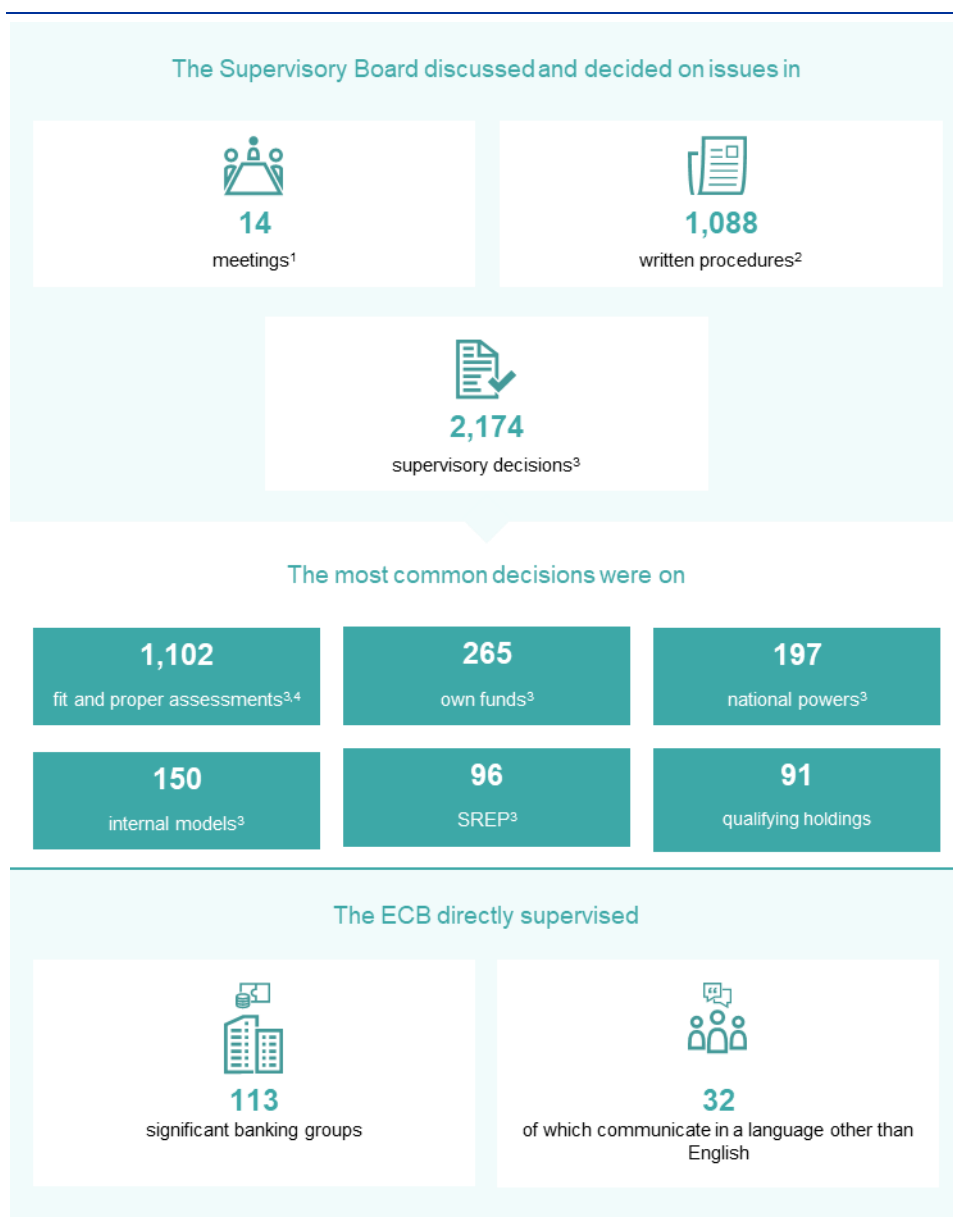 The Supervisory Board discussed and decided on issues in
14
meetings¹
1,088
written procedures²
2,174
supervisory decisions³
The most common decisions were on
1,102
fit and proper assessments³,⁴
265
own funds³
197
national powers³
150
internal models³
96
SREP³
91
qualifying holdings
The ECB directly supervised
113
significant banking groups
32
of which communicate in a language other than
English